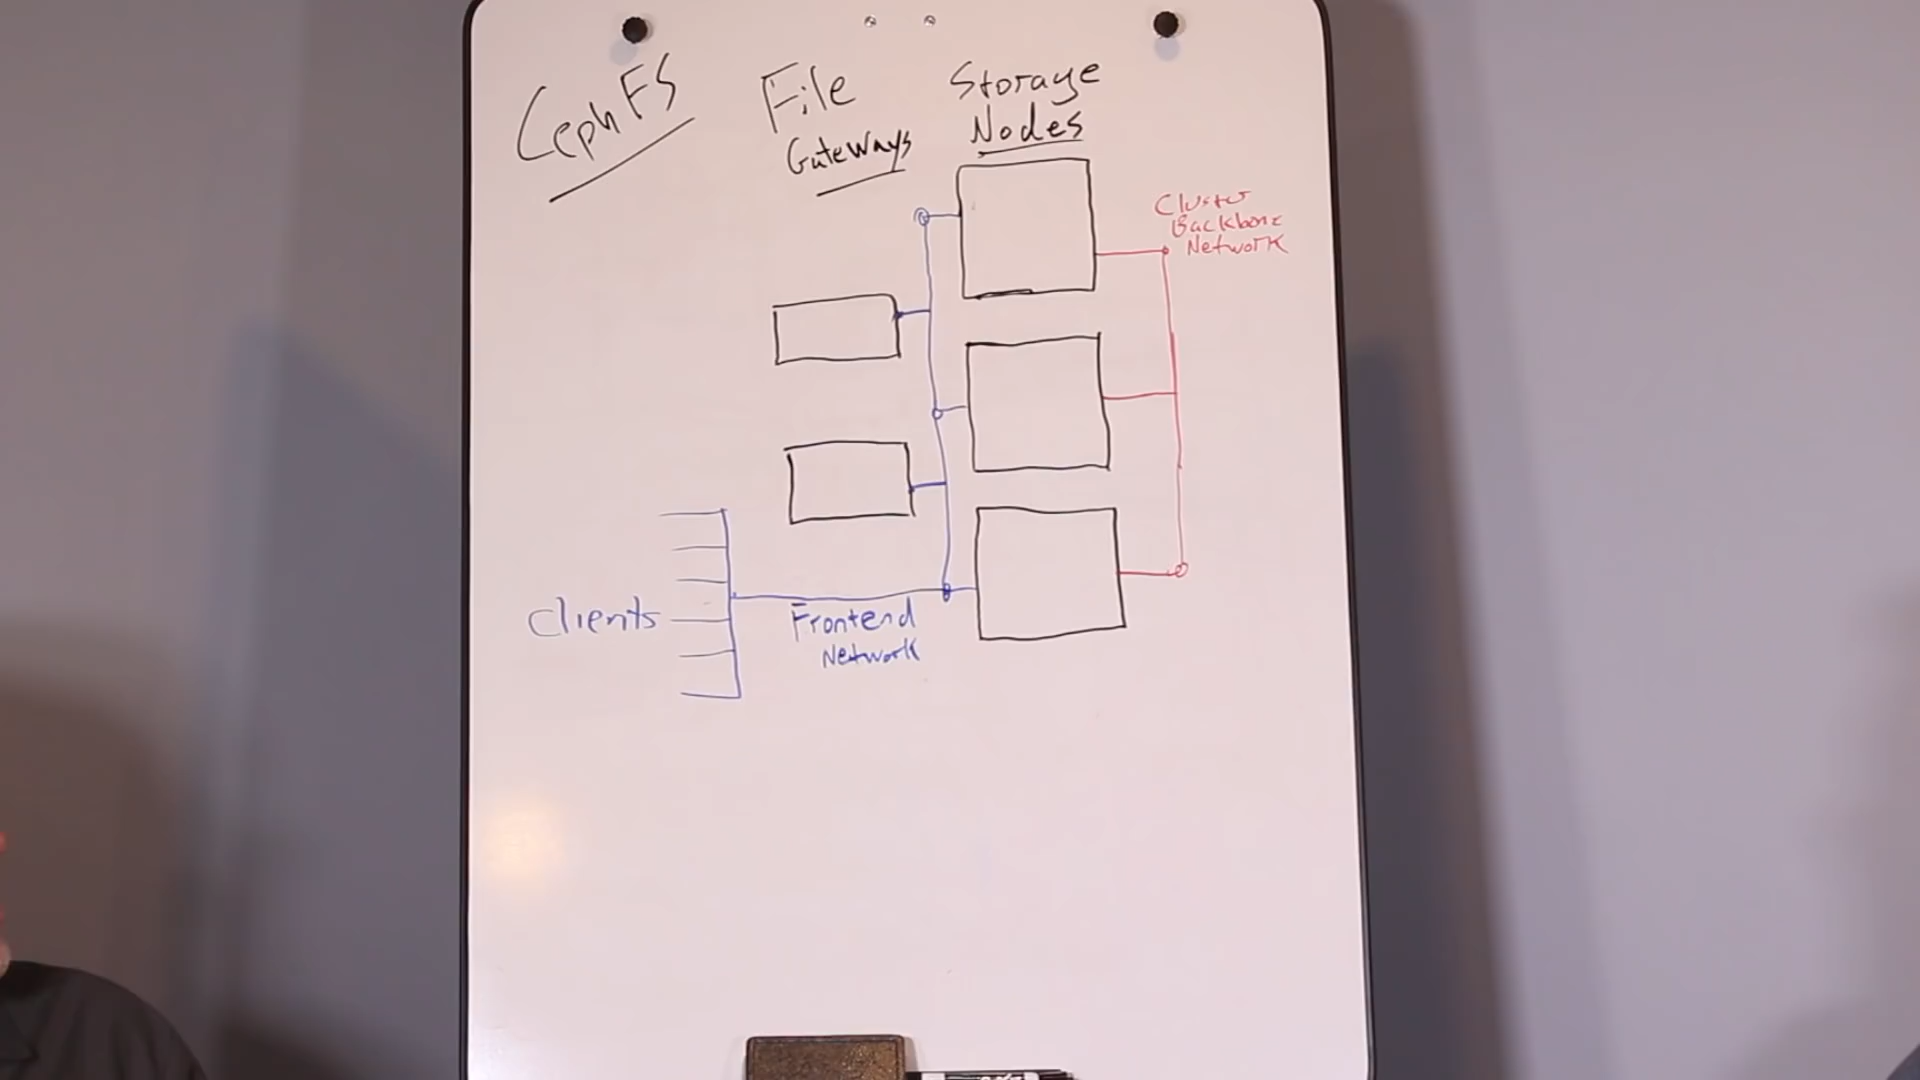 CephFS
File
Gateways
Storage
Nodes
Cluster
Backbone
Network
Clients
Frontend
Network